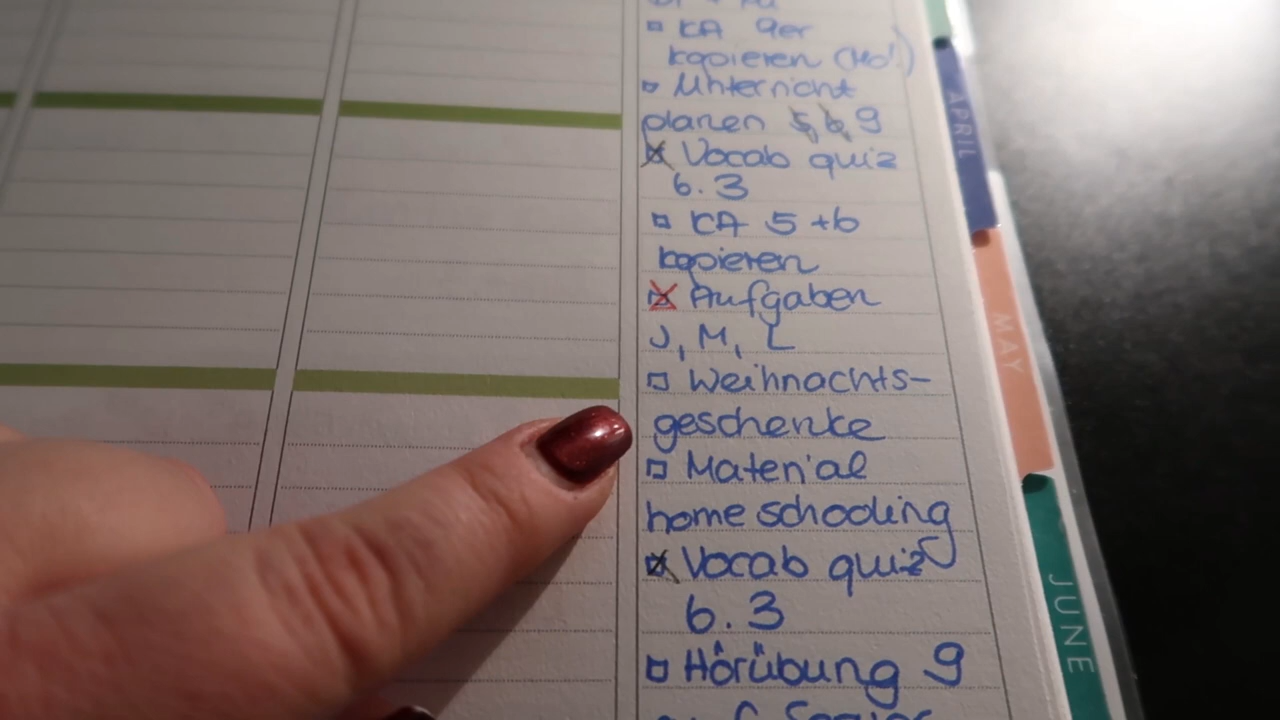 KA 9er
kopieren (Mo!)
Unterricht
planen 5, 6, 9
Vocab quiz
6.3
KA 5+6
kopieren
Aufgaben
J, M, L
Weihnachts-
geschenke
Material
homeschooling
Vocab quiz
6.3
Hörübung 9
APRIL
MAY
JUNE